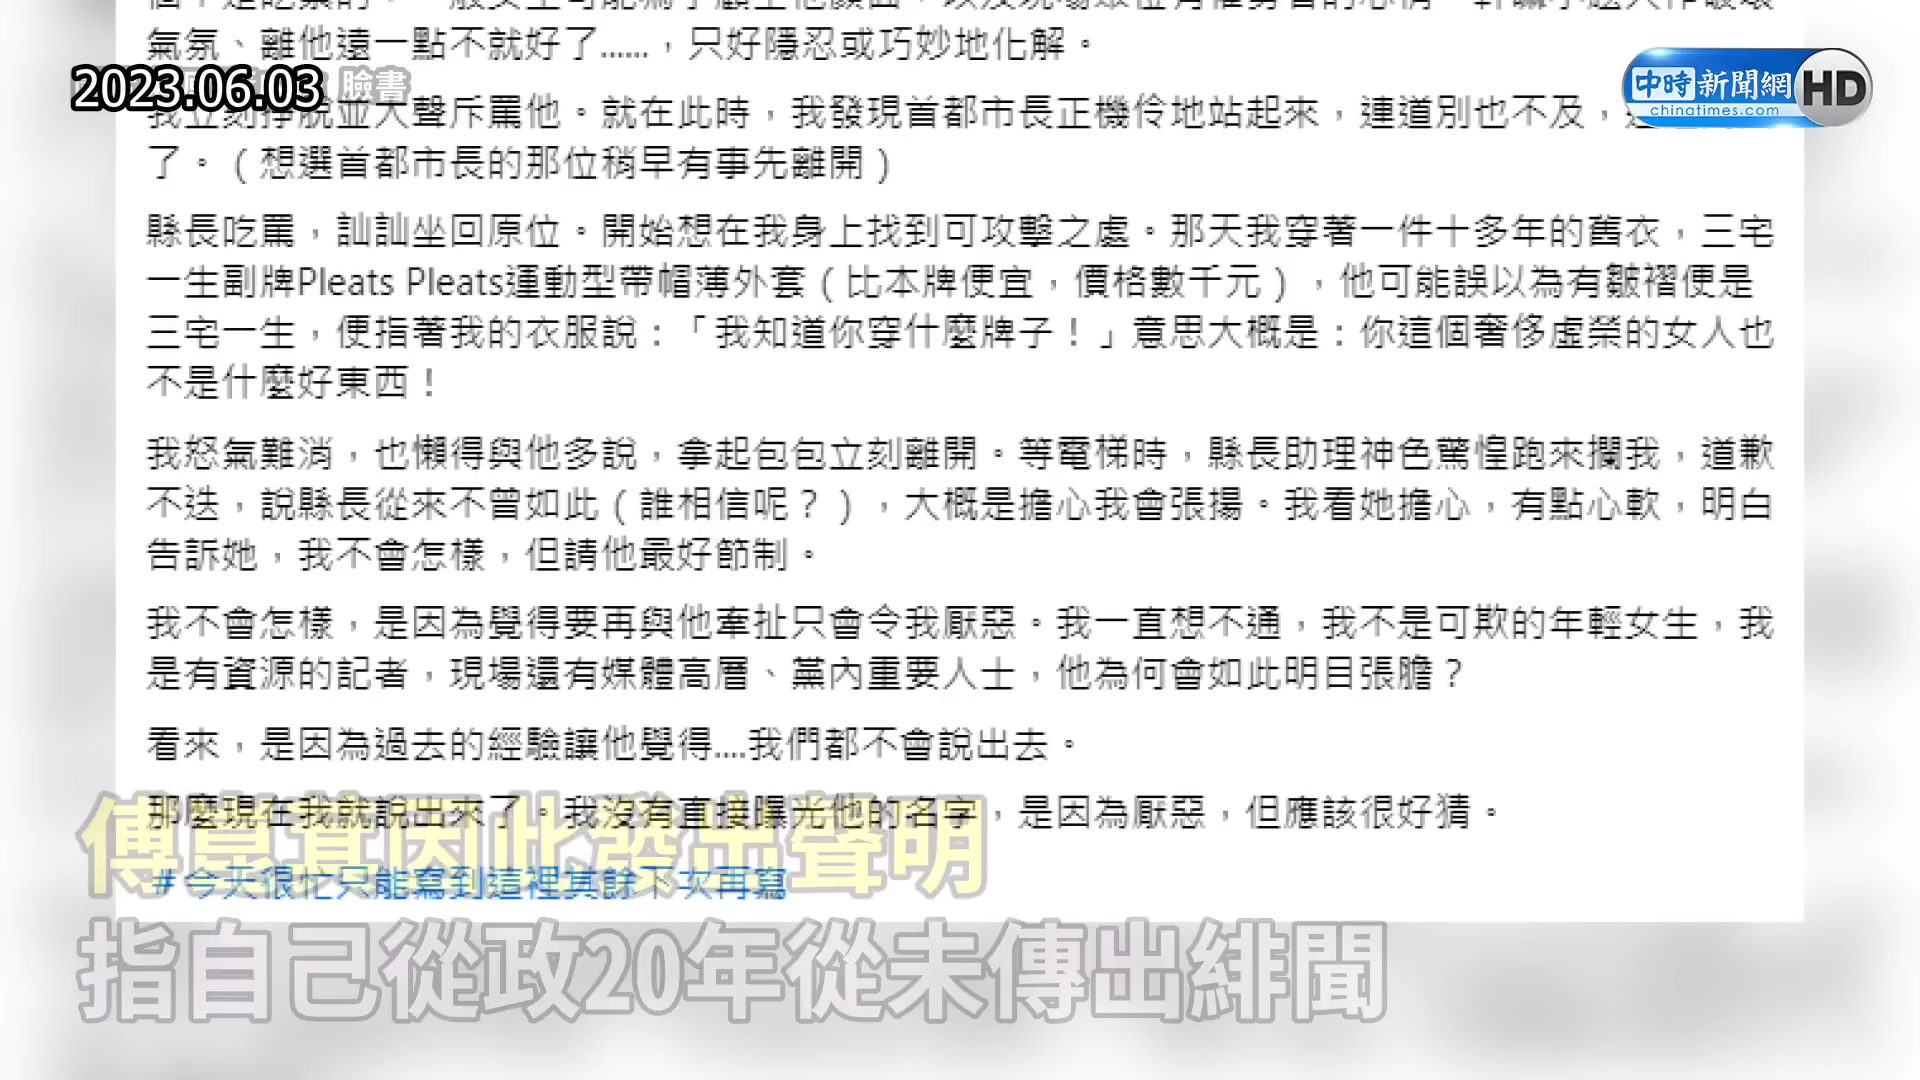 氣氛、離他遠一點不就好了......，只好隱忍或巧妙地化解。
2023.06.03
臉書
中時新聞網 HD
chinatimes.com
我立刻掙脫並大聲斥罵他。就在此時，我發現首都市長正機伶地站起來，連道別也不及，
了。（想選首都市長的那位稍早有事先離開）
縣長吃罵，訕訕坐回原位。開始想在我身上找到可攻擊之處。那天我穿著一件十多年的舊衣，三宅
一生副牌Pleats Pleats運動型帶帽薄外套（比本牌便宜，價格數千元），他可能誤以為有皺褶便是
三宅一生，便指著我的衣服說：「我知道你穿什麼牌子！」意思大概是：你這個奢侈虛榮的女人也
不是什麼好東西！
我怒氣難消，也懶得與他多說，拿起包包立刻離開。等電梯時，縣長助理神色驚惶跑來攔我，道歉
不迭，說縣長從來不曾如此（誰相信呢？），大概是擔心我會張揚。我看她擔心，有點心軟，明白
告訴她，我不會怎樣，但請他最好節制。
我不會怎樣，是因為覺得要再與他牽扯只會令我厭惡。我一直想不通，我不是可欺的年輕女生，我
是有資源的記者，現場還有媒體高層、黨內重要人士，他為何會如此明目張膽？
看來，是因為過去的經驗讓他覺得....我們都不會說出去。
那麼現在我就說出來了。我沒有直接曝光他的名字，是因為厭惡，但應該很好猜。
傅崐萁因此發出聲明
#今天很忙只能寫到這裡其餘下次再寫
指自己從政20年從未傳出緋聞